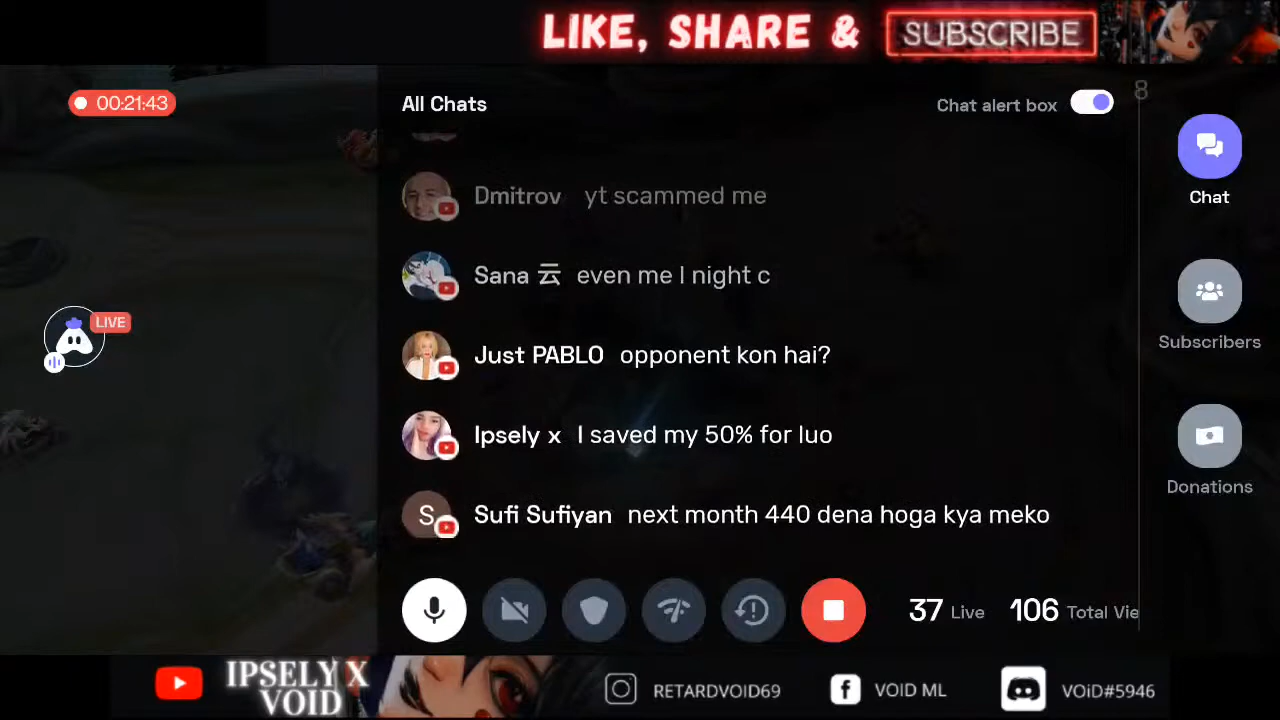 LIKE, SHARE & SUBSCRIBE
00:21:43
All Chats
Chat alert box
8
Dmitrov yt scammed me
Sana 云 even me I night c
Just PABLO opponent kon hai?
Ipsely x I saved my 50% for luo
S
Sufi Sufiyan next month 440 dena hoga kya meko
LIVE
Chat
Subscribers
Donations
37 Live 106 Total Vie
IPSELY X
VOID
RETARDVOID69
VOID ML
VOiD#5946